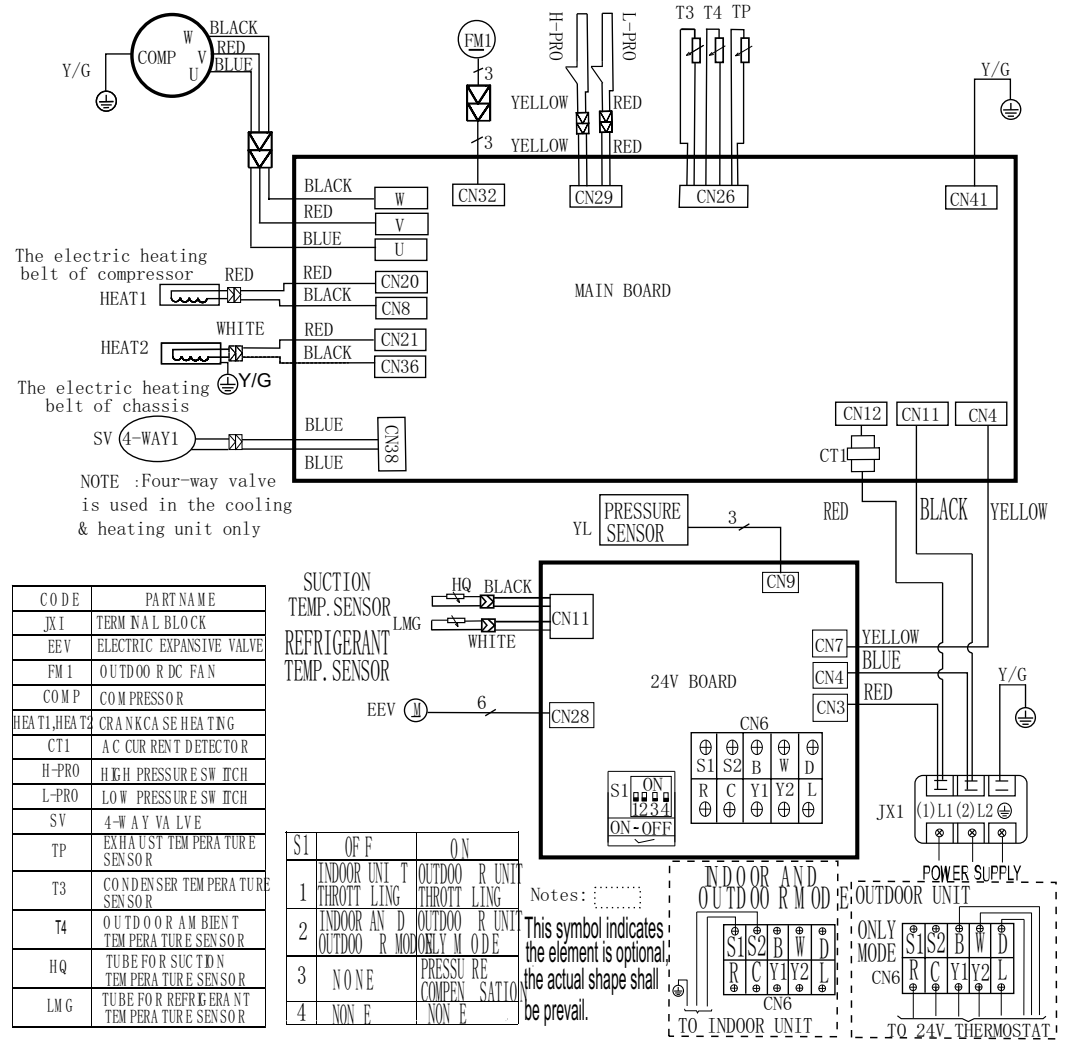 BLACK
RED
BLUE
W
V
U
COMP
Y/G
FM1
3
3
H-PRO
L-PRO
YELLOW
RED
YELLOW
RED
T3 T4 TP
Y/G
BLACK
RED
BLUE
W
V
U
CN32
CN29
CN26
CN41
The electric heating
belt of compressor
HEAT1
RED
RED
BLACK
CN20
CN8
MAIN BOARD
HEAT2
WHITE
RED
BLACK
CN21
CN36
Y/G
The electric heating
belt of chassis
SV
4-WAY1
BLUE
BLUE
CN38
NOTE :Four-way valve
is used in the cooling
& heating unit only
CN12
CN11
CN4
CT1
RED
BLACK
YELLOW
YL
PRESSURE
SENSOR
3
CN9
SUCTION
TEMP.SENSOR
HQ
BLACK
REFRIGERANT
TEMP.SENSOR
LMG
WHITE
CN11
EEV
M
6
CN28
24V BOARD
CN7
YELLOW
CN4
BLUE
CN3
RED
Y/G
CN6
S1 S2 B W D
R C Y1 Y2 L
S1
ON
1234
ON-OFF
JX1
(1)L1(2)L2
POWER SUPPLY
CODE PARTNAME
JX1 TERMINAL BLOCK
EEV ELECTRIC EXPANSIVE VALVE
FM1 OUTDOOR DC FAN
COMP COMPRESSOR
HEAT1,HEAT2 CRANKCASE HEATING
CT1 AC CURRENT DETECTOR
H-PRO HIGH PRESSURE SWITCH
L-PRO LOW PRESSURE SWITCH
SV 4-WAY VALVE
TP EXHAUST TEMPERATURE
SENSOR
T3 CONDENSER TEMPERATURE
SENSOR
T4 OUTDOOR AMBIENT
TEMPERATURE SENSOR
HQ TUBE FOR SUCTION
TEMPERATURE SENSOR
LMG TUBE FOR REFRIGERANT
TEMPERATURE SENSOR
S1 OFF ON
1 INDOOR UNIT THROTTLING OUTDOOR UNIT THROTTLING
2 INDOOR AND OUTDOOR MODE OUTDOOR UNIT ONLY MODE
3 NONE PRESSURE COMPENSATION
4 NONE NONE
Notes:
This symbol indicates
the element is optional,
the actual shape shall
be prevail.
INDOOR AND
OUTDOOR MODE
S1 S2 B W D
R C Y1 Y2 L
CN6
TO INDOOR UNIT
OUTDOOR UNIT
ONLY
MODE
CN6
S1 S2 B W D
R C Y1 Y2 L
TO 24V THERMOSTAT